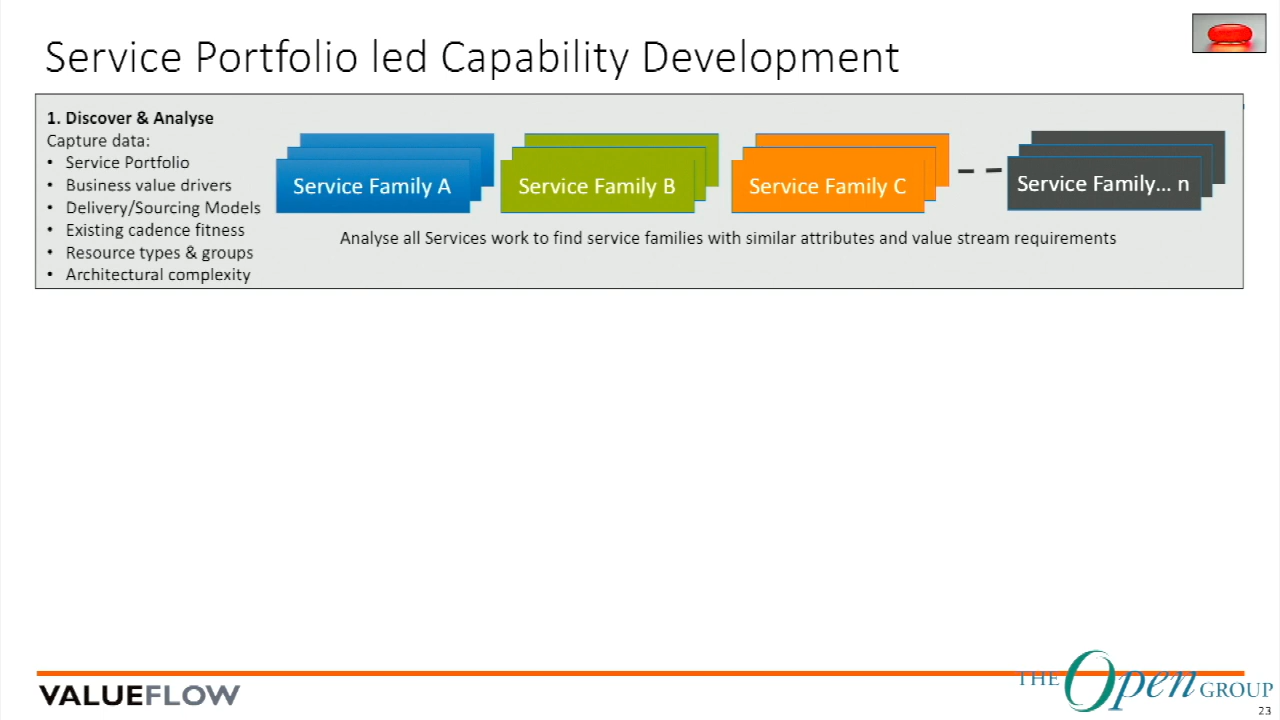 Service Portfolio led Capability Development
1. Discover & Analyse
Capture data:
• Service Portfolio
• Business value drivers
• Delivery/Sourcing Models
• Existing cadence fitness
• Resource types & groups
• Architectural complexity
Service Family A
Service Family B
Service Family C
Service Family... n
Analyse all Services work to find service families with similar attributes and value stream requirements
VALUEFLOW
THE Open GROUP
23